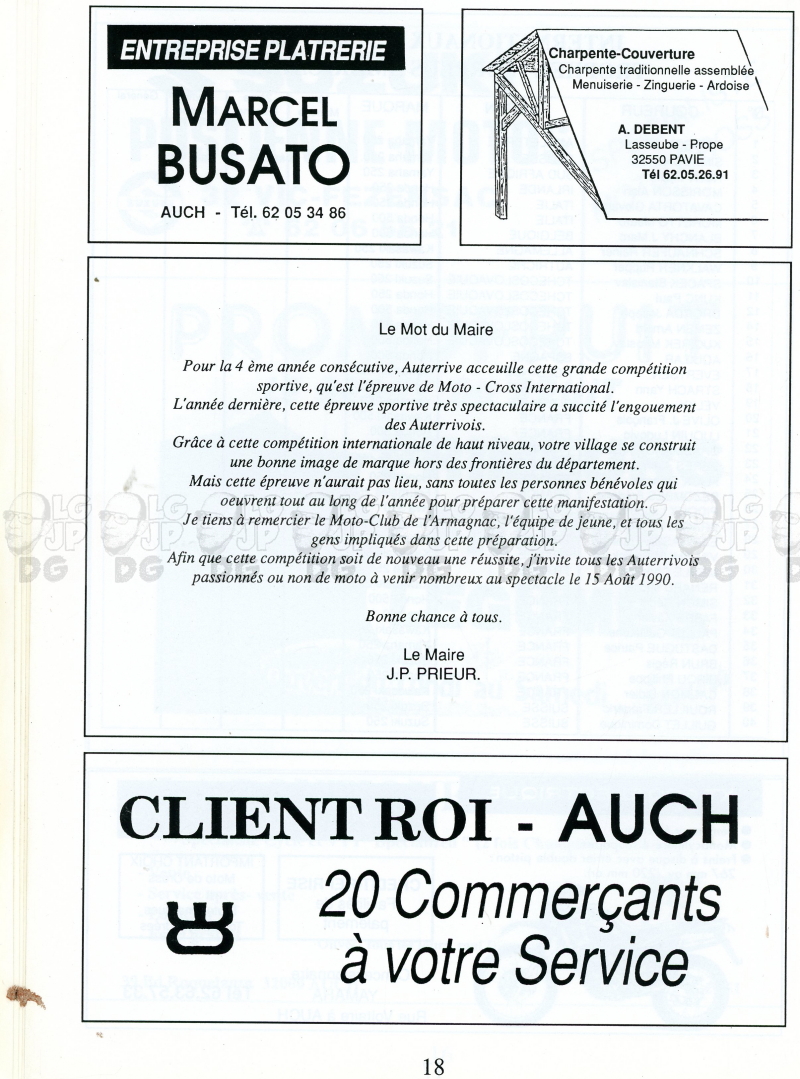 ENTREPRISE PLATRERIE
MARCEL
BUSATO
AUCH - Tél. 62 05 34 86
Charpente-Couverture
Charpente traditionnelle assemblée
Menuiserie - Zinguerie - Ardoise
A. DEBENT
Lasseube - Prope
32550 PAVIE
Tél 62.05.26.91
Le Mot du Maire
Pour la 4 ème année consécutive, Auterrive acceuille cette grande compétition
sportive, qu'est l'épreuve de Moto - Cross International.
L'année dernière, cette épreuve sportive très spectaculaire a succité l'engouement
des Auterrivois.
Grâce à cette compétition internationale de haut niveau, votre village se construit
une bonne image de marque hors des frontières du département.
Mais cette épreuve n'aurait pas lieu, sans toutes les personnes bénévoles qui
oeuvrent tout au long de l'année pour préparer cette manifestation.
Je tiens à remercier le Moto-Club de l'Armagnac, l'équipe de jeune, et tous les
gens impliqués dans cette préparation.
Afin que cette compétition soit de nouveau une réussite, j'invite tous les Auterrivois
passionnés ou non de moto à venir nombreux au spectacle le 15 Août 1990.
Bonne chance à tous.
Le Maire
J.P. PRIEUR.
CLIENT ROI - AUCH
20 Commerçants
à votre Service
18